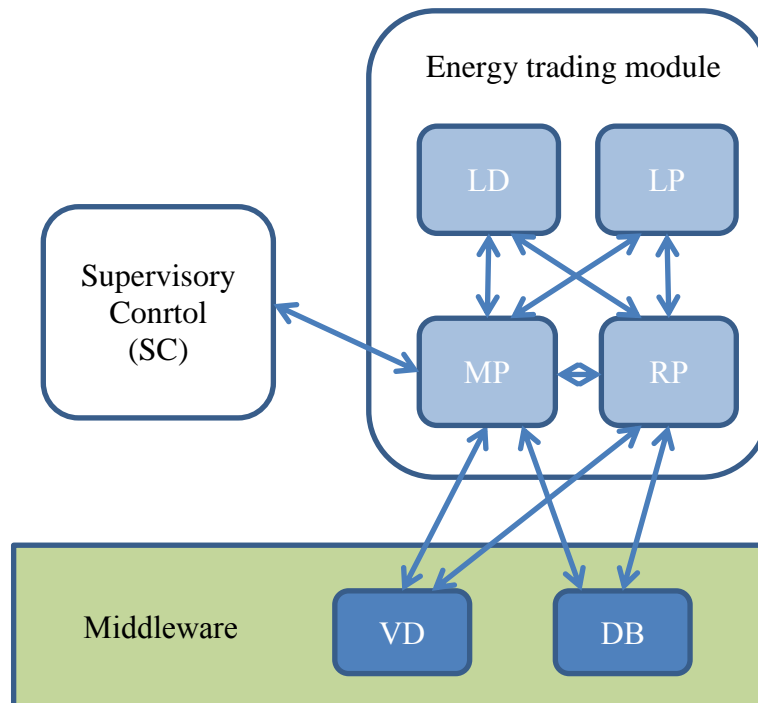 Energy trading module
LD
LP
Supervisory
Conrtol
(SC)
MP
RP
Middleware
VD
DB